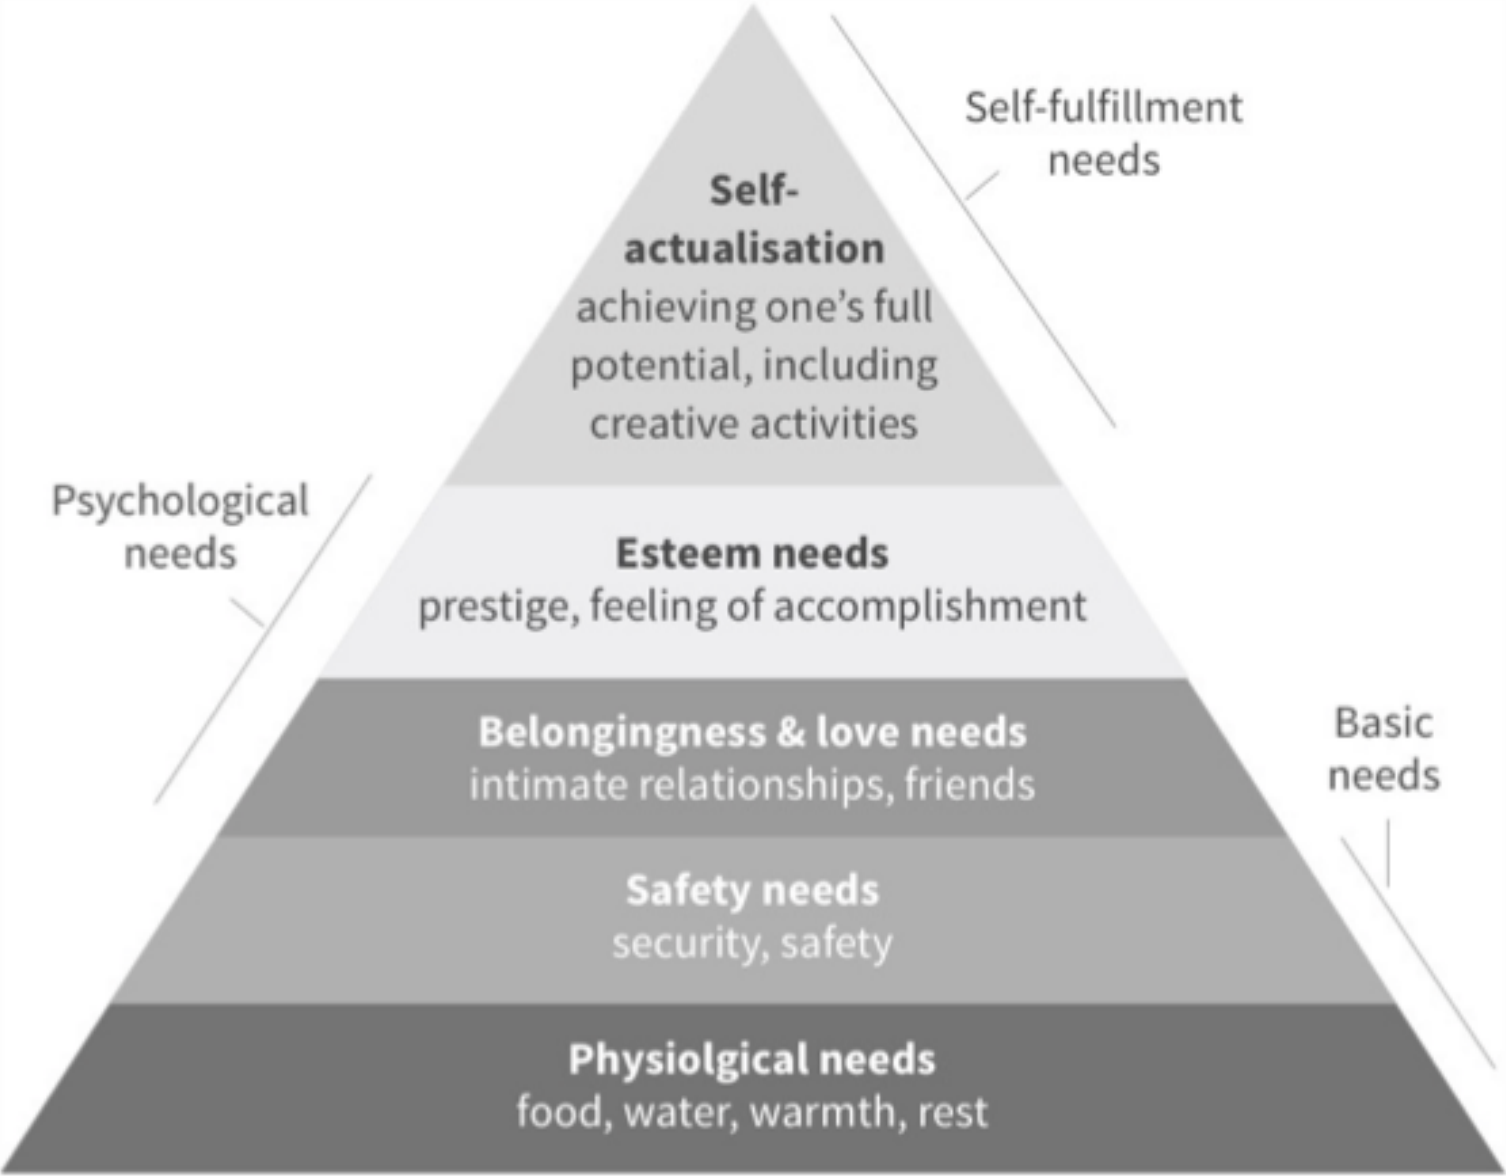 Self-fulfillment
needs
Self-
actualisation
achieving one’s full
potential, including
creative activities
Psychological
needs
Esteem needs
prestige, feeling of accomplishment
Belongingness & love needs
intimate relationships, friends
Basic
needs
Safety needs
security, safety
Physiolgical needs
food, water, warmth, rest